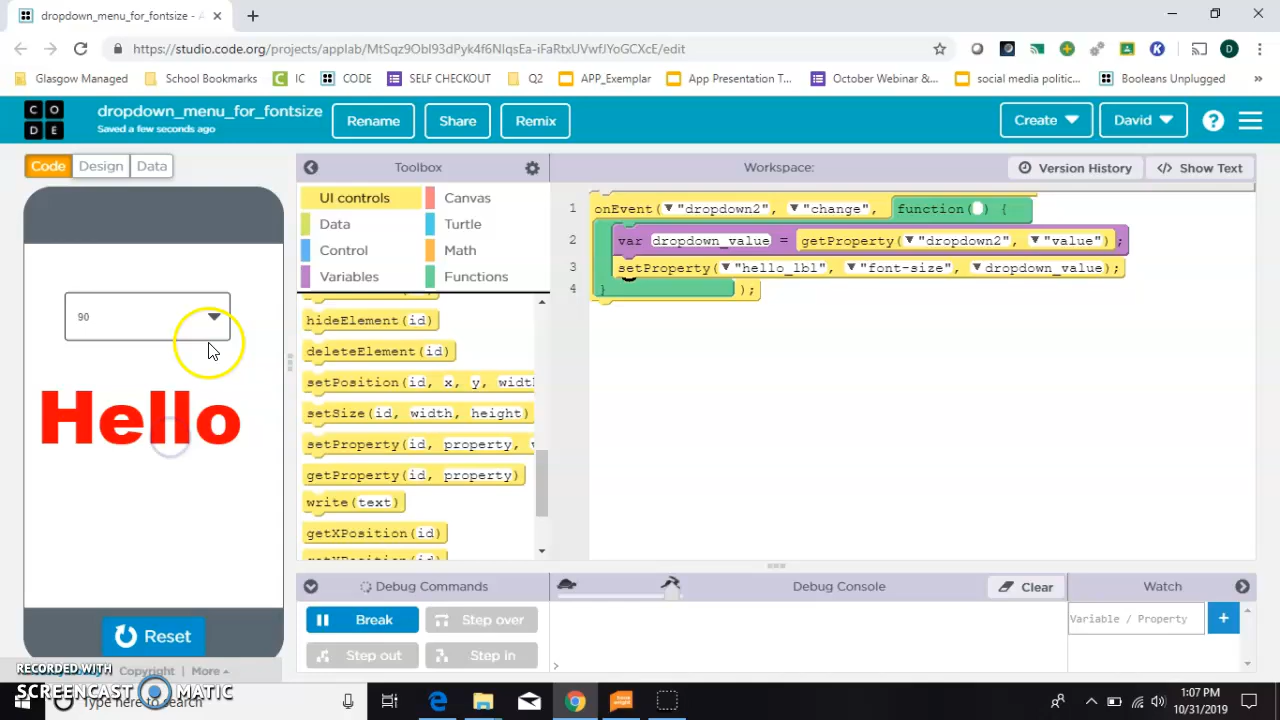 dropdown_menu_for_fontsize - A
https://studio.code.org/projects/applab/MtSqz9ObI93dPyk4f6NlqsEa-iFaRtxUVwfJYoGCXcE/edit
D
Glasgow Managed School Bookmarks IC CODE SELF CHECKOUT Q2 APP_Exemplar App Presentation T... October Webinar &... social media politic... Booleans Unplugged »
C O D E
dropdown_menu_for_fontsize
Saved a few seconds ago
Rename Share Remix Create David ?
Code Design Data
Toolbox
Workspace:
Version History </> Show Text
UI controls Canvas
Data Turtle
Control Math
Variables Functions
hideElement(id)
deleteElement(id)
setPosition(id, x, y, width
setSize(id, width, height)
setProperty(id, property,
getProperty(id, property)
write(text)
getXPosition(id)
1 onEvent( "dropdown2", "change", function( ) {
2 var dropdown_value = getProperty( "dropdown2", "value");
3 setProperty( "hello_lbl", "font-size", dropdown_value);
4 } );
90
Hello
Reset
Debug Commands
Break Step over
Step out Step in
Debug Console
Clear
Watch
Variable / Property
+
>
Copyright More
RECORDED WITH
SCREENCAST MATIC
Type here to search
1:07 PM
10/31/2019